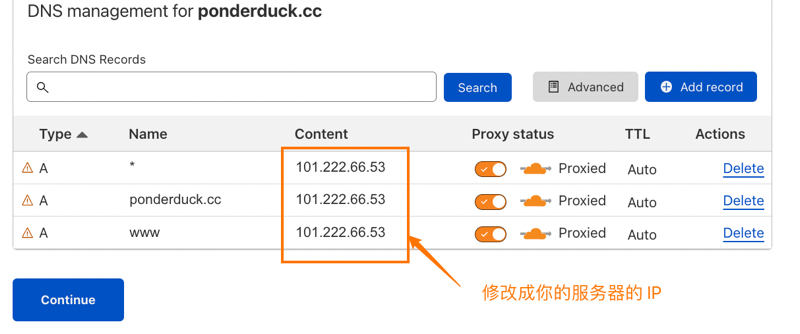 DNS management for ponderduck.cc
Search DNS Records
Search
Advanced
Add record
Type Name Content Proxy status TTL Actions
A * 101.222.66.53 Proxied Auto Delete
A ponderduck.cc 101.222.66.53 Proxied Auto Delete
A www 101.222.66.53 Proxied Auto Delete
Continue
修改成你的服务器的 IP